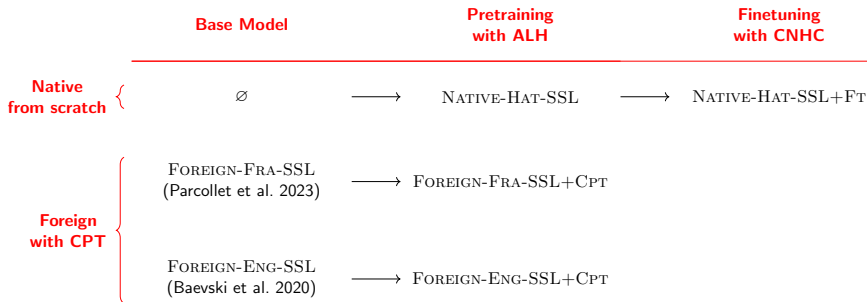 Base Model
Pretraining
with ALH
Finetuning
with CNHC
Native
from scratch
∅ ⟶ NATIVE-HAT-SSL ⟶ NATIVE-HAT-SSL+FT
FOREIGN-FRA-SSL ⟶ FOREIGN-FRA-SSL+CPT
(Parcollet et al. 2023)
Foreign
with CPT
FOREIGN-ENG-SSL ⟶ FOREIGN-ENG-SSL+CPT
(Baevski et al. 2020)